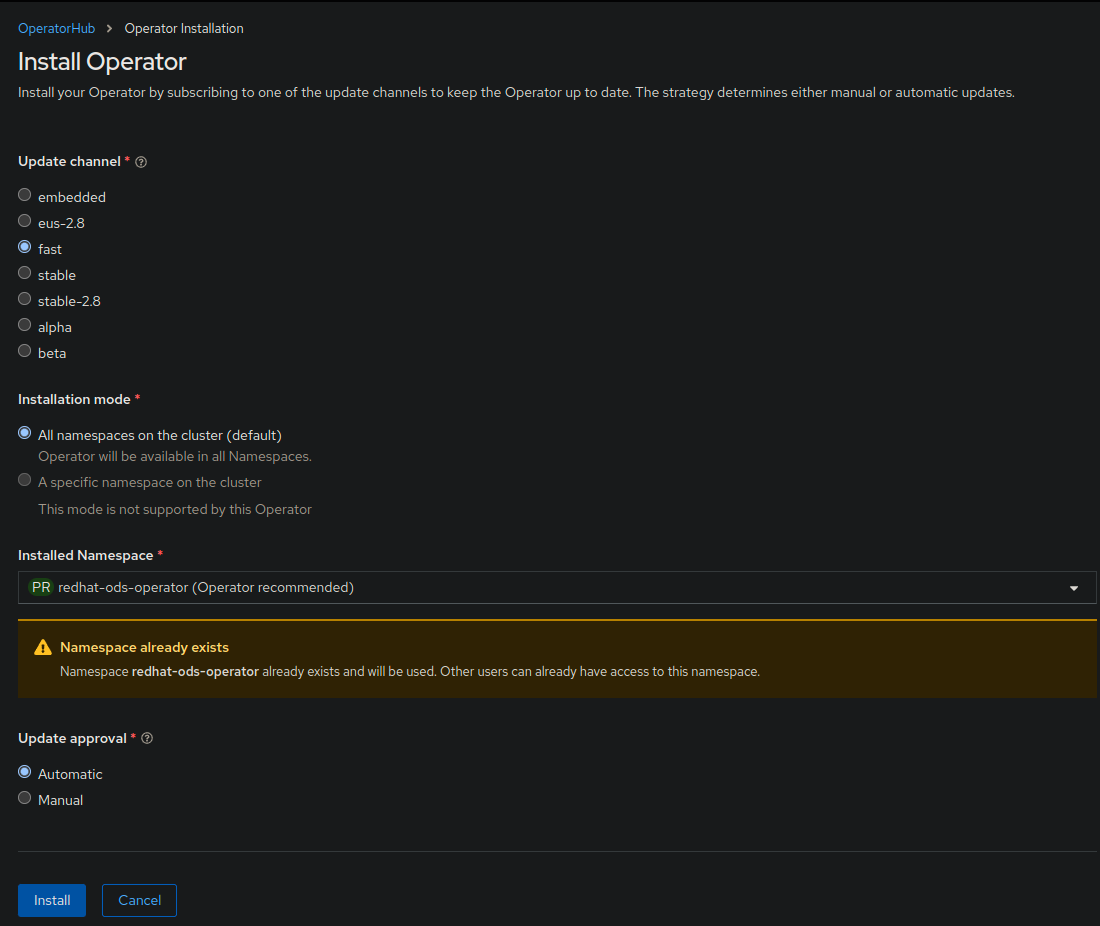 OperatorHub > Operator Installation
Install Operator
Install your Operator by subscribing to one of the update channels to keep the Operator up to date. The strategy determines either manual or automatic updates.
Update channel * ?
embedded
eus-2.8
fast
stable
stable-2.8
alpha
beta
Installation mode *
All namespaces on the cluster (default)
Operator will be available in all Namespaces.
A specific namespace on the cluster
This mode is not supported by this Operator
Installed Namespace *
PR redhat-ods-operator (Operator recommended)
Namespace already exists
Namespace redhat-ods-operator already exists and will be used. Other users can already have access to this namespace.
Update approval * ?
Automatic
Manual
Install Cancel